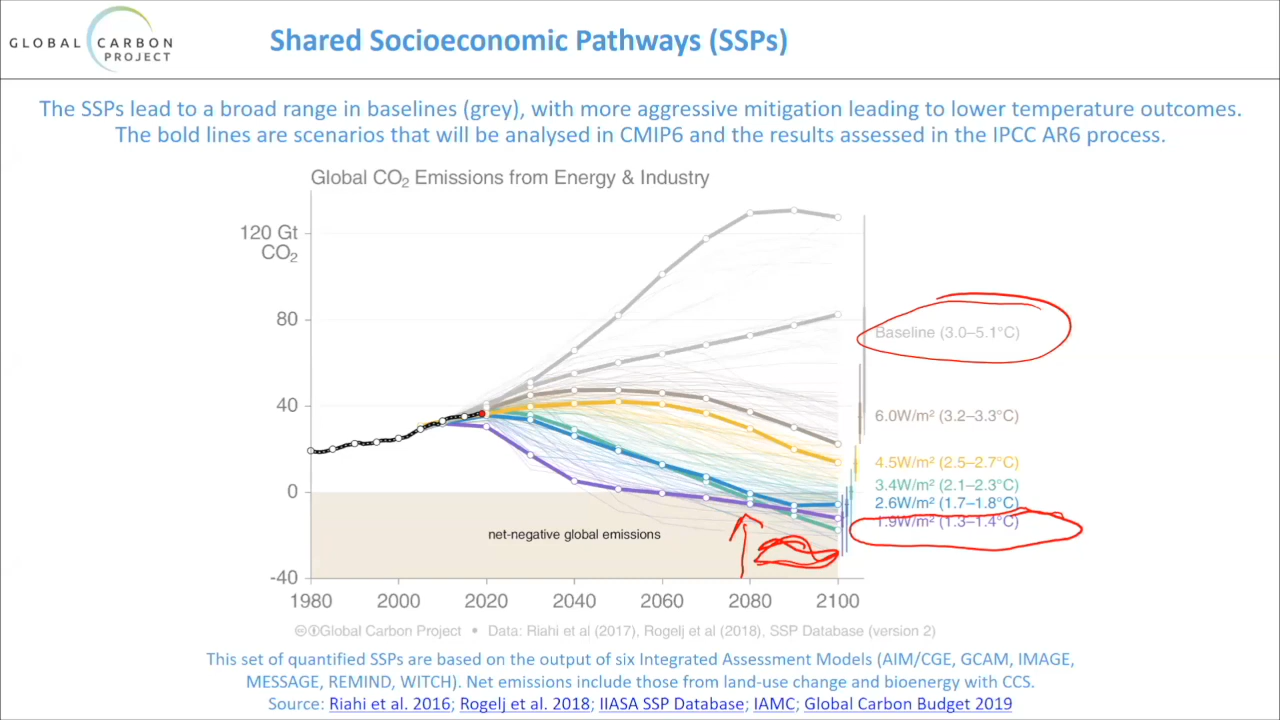 GLOBAL CARBON
PROJECT
Shared Socioeconomic Pathways (SSPs)
The SSPs lead to a broad range in baselines (grey), with more aggressive mitigation leading to lower temperature outcomes.
The bold lines are scenarios that will be analysed in CMIP6 and the results assessed in the IPCC AR6 process.
Global CO₂ Emissions from Energy & Industry
120 Gt
CO₂
80
40
0
-40
Baseline (3.0–5.1°C)
6.0W/m² (3.2–3.3°C)
4.5W/m² (2.5–2.7°C)
3.4W/m² (2.1–2.3°C)
2.6W/m² (1.7–1.8°C)
1.9W/m² (1.3–1.4°C)
net-negative global emissions
1980 2000 2020 2040 2060 2080 2100
Global Carbon Project • Data: Riahi et al (2017), Rogelj et al (2018), SSP Database (version 2)
This set of quantified SSPs are based on the output of six Integrated Assessment Models (AIM/CGE, GCAM, IMAGE,
MESSAGE, REMIND, WITCH). Net emissions include those from land-use change and bioenergy with CCS.
Source: Riahi et al. 2016; Rogelj et al. 2018; IIASA SSP Database; IAMC; Global Carbon Budget 2019